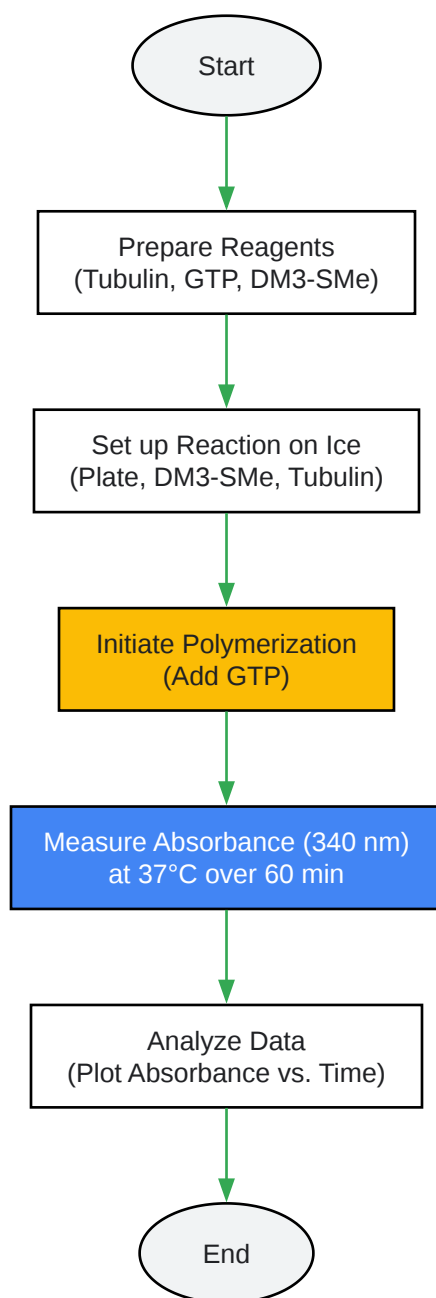 Start
Prepare Reagents
(Tubulin, GTP, DM3-SMe)
Set up Reaction on Ice
(Plate, DM3-SMe, Tubulin)
Initiate Polymerization
(Add GTP)
Measure Absorbance (340 nm)
at 37°C over 60 min
Analyze Data
(Plot Absorbance vs. Time)
End